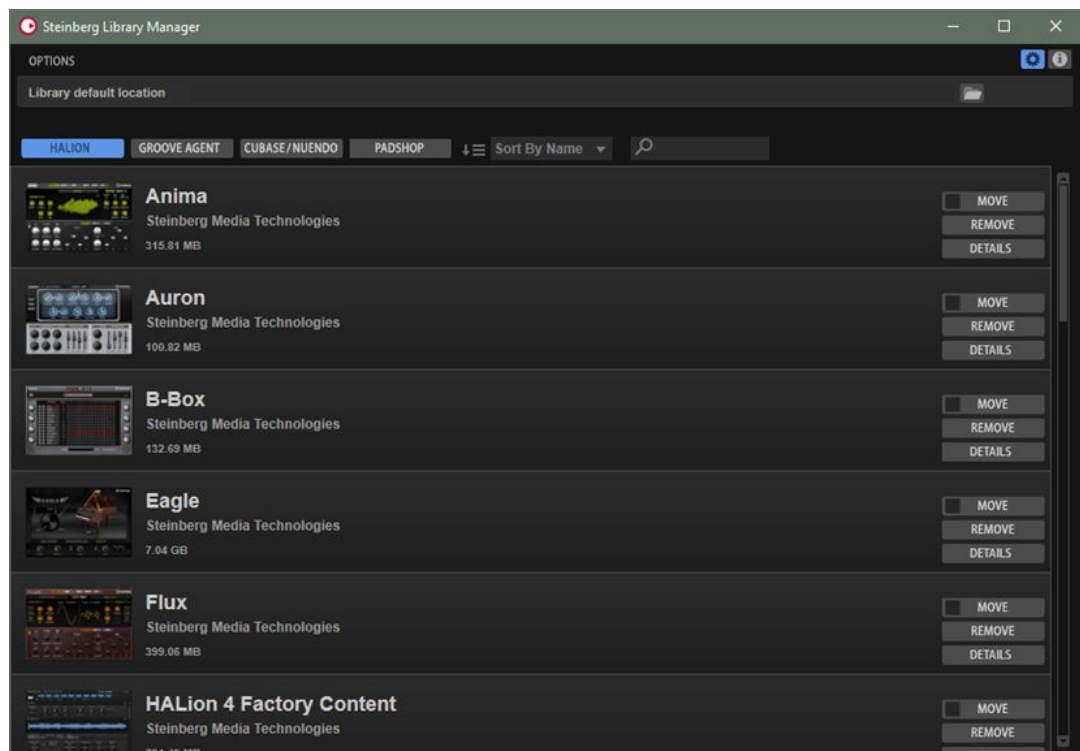 Steinberg Library Manager
OPTIONS
Library default location
HALION GROOVE AGENT CUBASE/NUENDO PADSHOP Sort By Name
Anima
Steinberg Media Technologies
315.81 MB
MOVE
REMOVE
DETAILS
Auron
Steinberg Media Technologies
100.82 MB
MOVE
REMOVE
DETAILS
B-Box
Steinberg Media Technologies
132.69 MB
MOVE
REMOVE
DETAILS
Eagle
Steinberg Media Technologies
7.04 GB
MOVE
REMOVE
DETAILS
Flux
Steinberg Media Technologies
399.06 MB
MOVE
REMOVE
DETAILS
HALion 4 Factory Content
Steinberg Media Technologies
MOVE
REMOVE